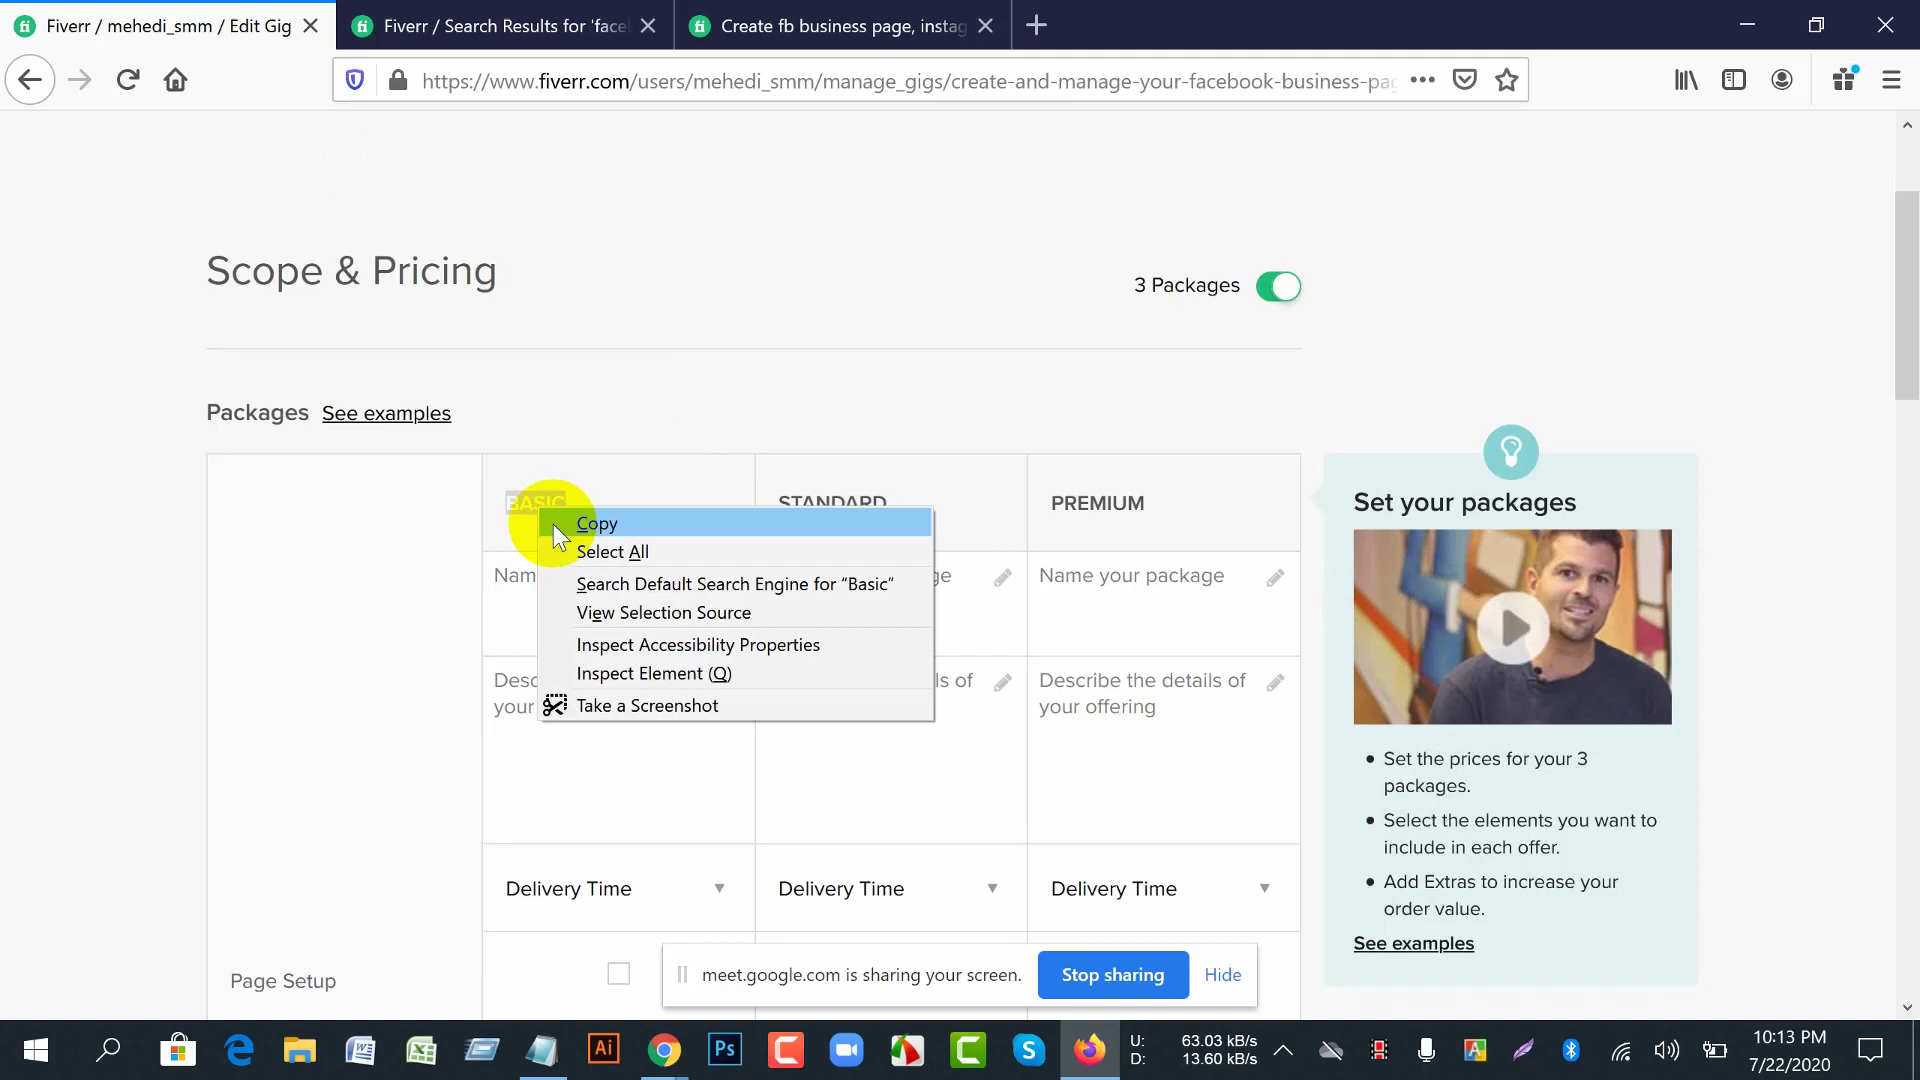 Fiverr / mehedi_smm / Edit Gig
Fiverr / Search Results for 'face
Create fb business page, instag
https://www.fiverr.com/users/mehedi_smm/manage_gigs/create-and-manage-your-facebook-business-pag
Scope & Pricing
3 Packages
Packages See examples
BASIC
STANDARD
PREMIUM
Set your packages
Copy
Select All
Search Default Search Engine for “Basic”
View Selection Source
Inspect Accessibility Properties
Inspect Element (Q)
Take a Screenshot
Nam
ge
Name your package
Desc
your
ls of
Describe the details of
your offering
Set the prices for your 3
packages.
Select the elements you want to
include in each offer.
Add Extras to increase your
order value.
See examples
Delivery Time
Delivery Time
Delivery Time
Page Setup
meet.google.com is sharing your screen.
Stop sharing
Hide
Ai
Ps
U: 63.03 kB/s
D: 13.60 kB/s
10:13 PM
7/22/2020